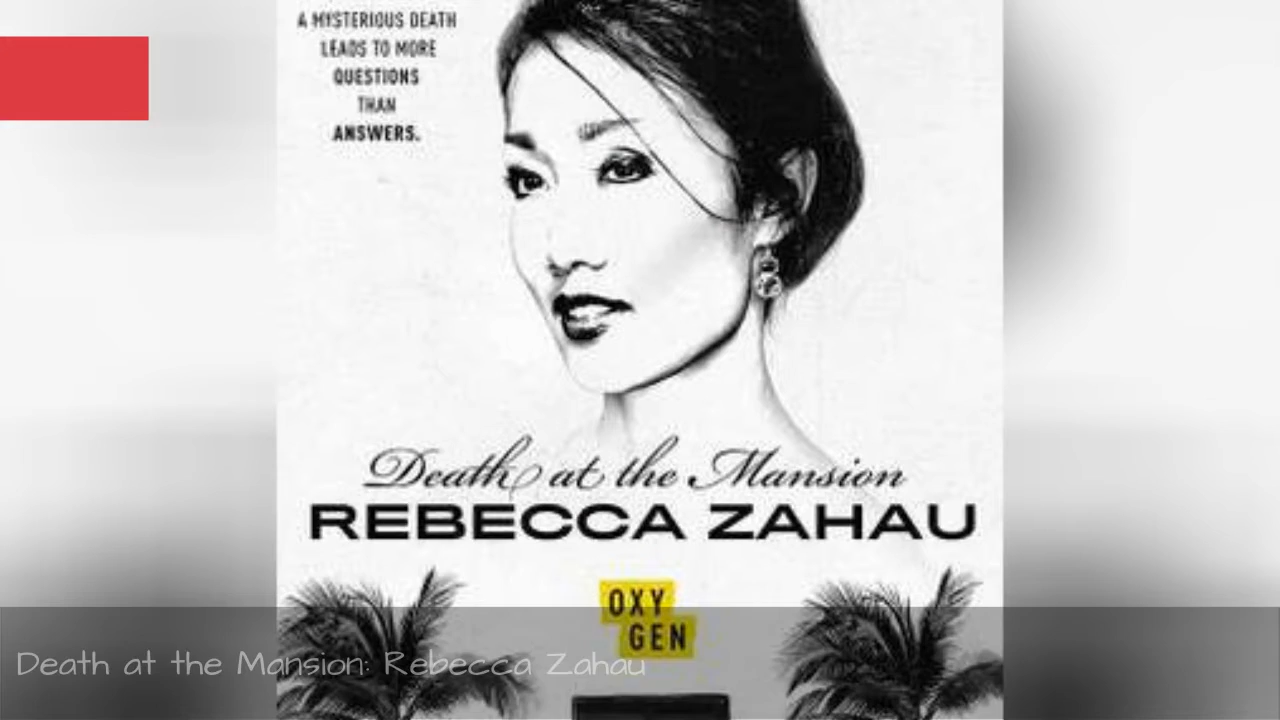 A MYSTERIOUS DEATH
LEADS TO MORE
QUESTIONS
THAN
ANSWERS.
Death at the Mansion
REBECCA ZAHAU
OXY
GEN
Death at the Mansion: Rebecca Zahau